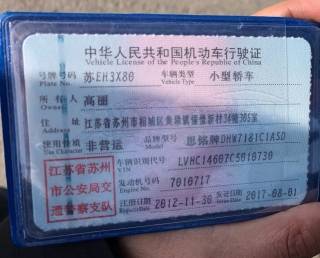 中华人民共和国机动车行驶证
Vehicle License of the People's Republic of China
号牌号码 苏EH3X80 车辆类型 小型轿车
Plate No. Vehicle Type
所有人 高丽
Owner
住址 江苏省苏州市相城区 305室
Address
使用性质 非营运 品牌型号 思铭牌DHW7181C1ASD
Use Character Model
车辆识别代号 LVHC14607C5010730
VIN
江苏省苏州
市公安局交
通警察支队
发动机号码 7010717
Engine No.
注册日期 2012-11-30 发证日期 2017-08-01
Register Date Issue Date